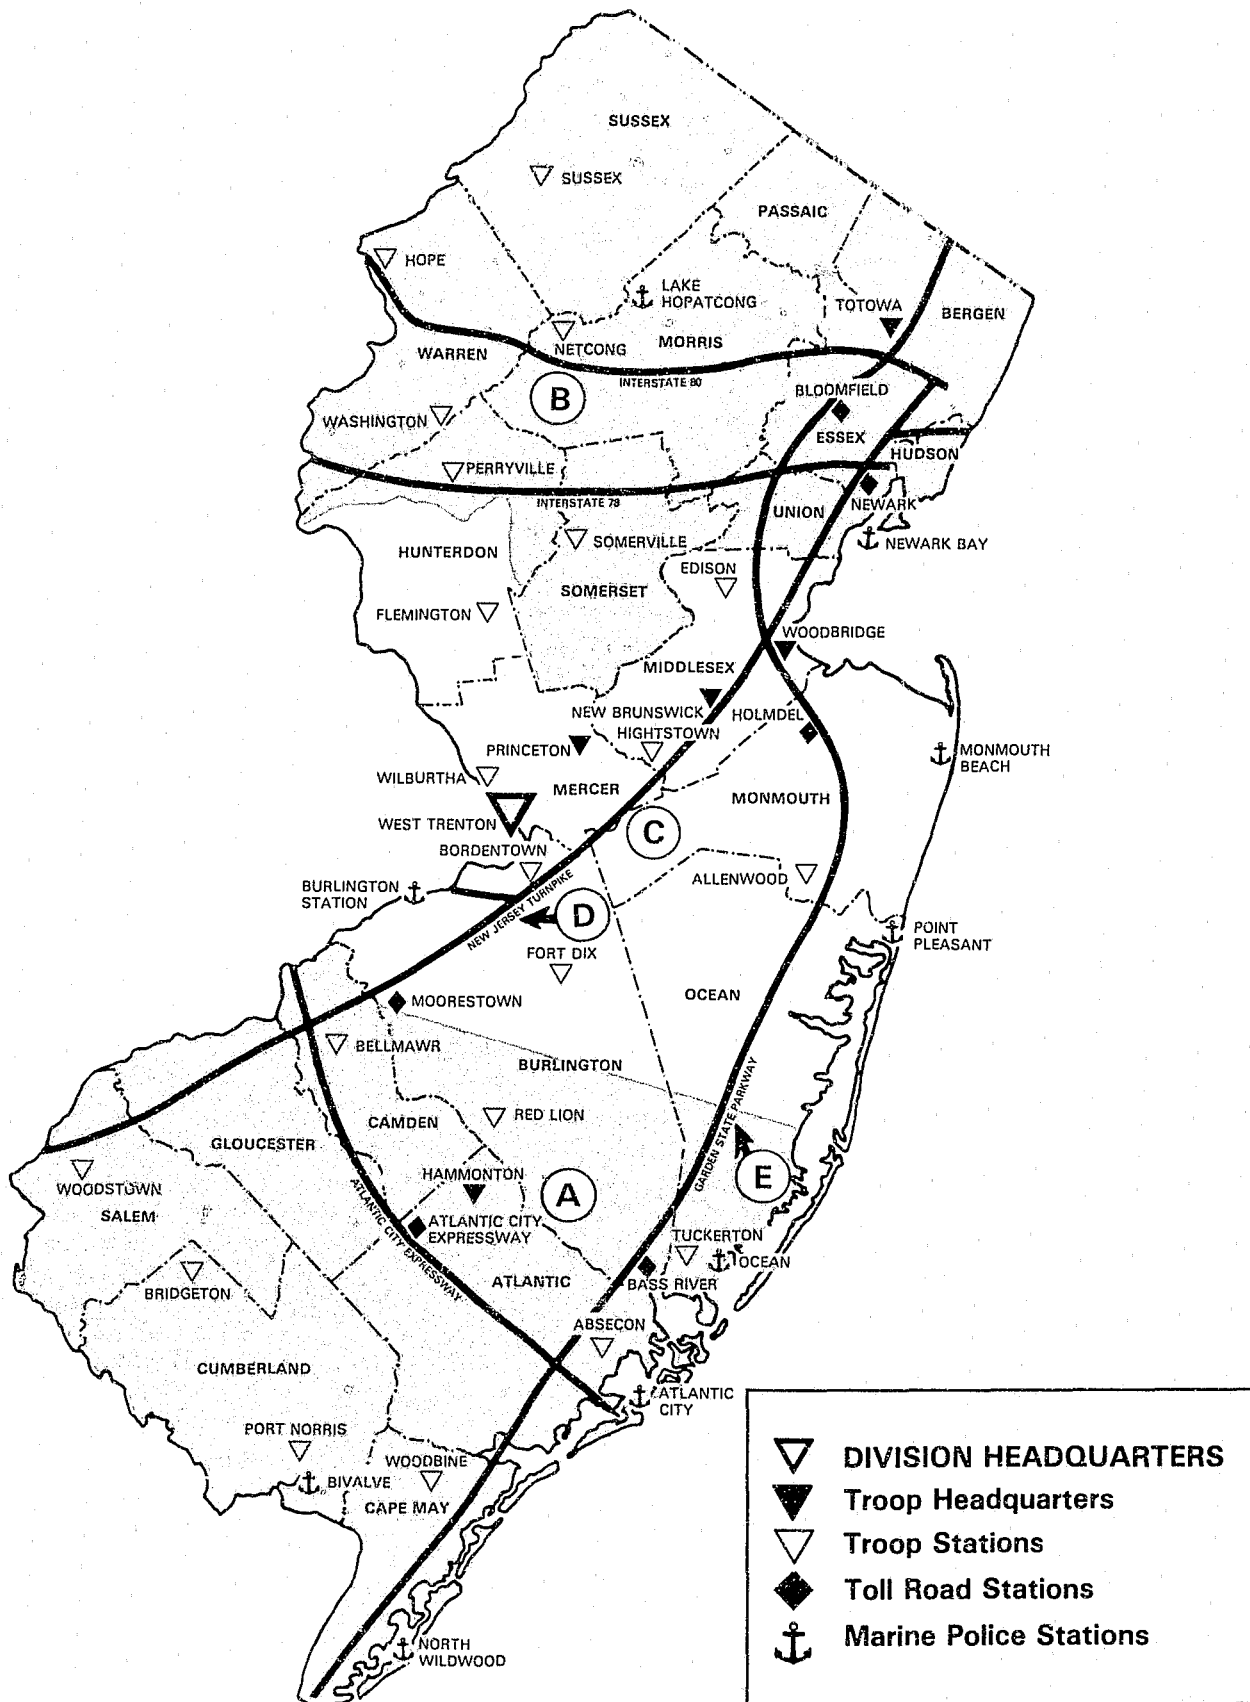 SUSSEX
SUSSEX
PASSAIC
HOPE
LAKE
HOPATCONG
TOTOWA
BERGEN
NETCONG
MORRIS
WARREN
INTERSTATE 80
B
BLOOMFIELD
WASHINGTON
ESSEX
HUDSON
PERRYVILLE
INTERSTATE 78
UNION
NEWARK
SOMERVILLE
NEWARK BAY
HUNTERDON
EDISON
SOMERSET
FLEMINGTON
WOODBRIDGE
MIDDLESEX
NEW BRUNSWICK
HOLMDEL
HIGHTSTOWN
PRINCETON
MONMOUTH
BEACH
WILBURTHA
MERCER
MONMOUTH
WEST TRENTON
C
BORDENTOWN
ALLENWOOD
BURLINGTON
STATION
NEW JERSEY TURNPIKE
D
POINT
PLEASANT
FORT DIX
OCEAN
MOORESTOWN
BELLMAWR
BURLINGTON
RED LION
CAMDEN
GARDEN STATE PARKWAY
GLOUCESTER
HAMMONTON
E
WOODSTOWN
A
SALEM
ATLANTIC CITY EXPRESSWAY
ATLANTIC CITY
EXPRESSWAY
TUCKERTON
OCEAN
BRIDGETON
ATLANTIC
BASS RIVER
ABSECON
CUMBERLAND
ATLANTIC
CITY
PORT NORRIS
WOODBINE
BIVALVE
CAPE MAY
NORTH
WILDWOOD
DIVISION HEADQUARTERS
Troop Headquarters
Troop Stations
Toll Road Stations
Marine Police Stations